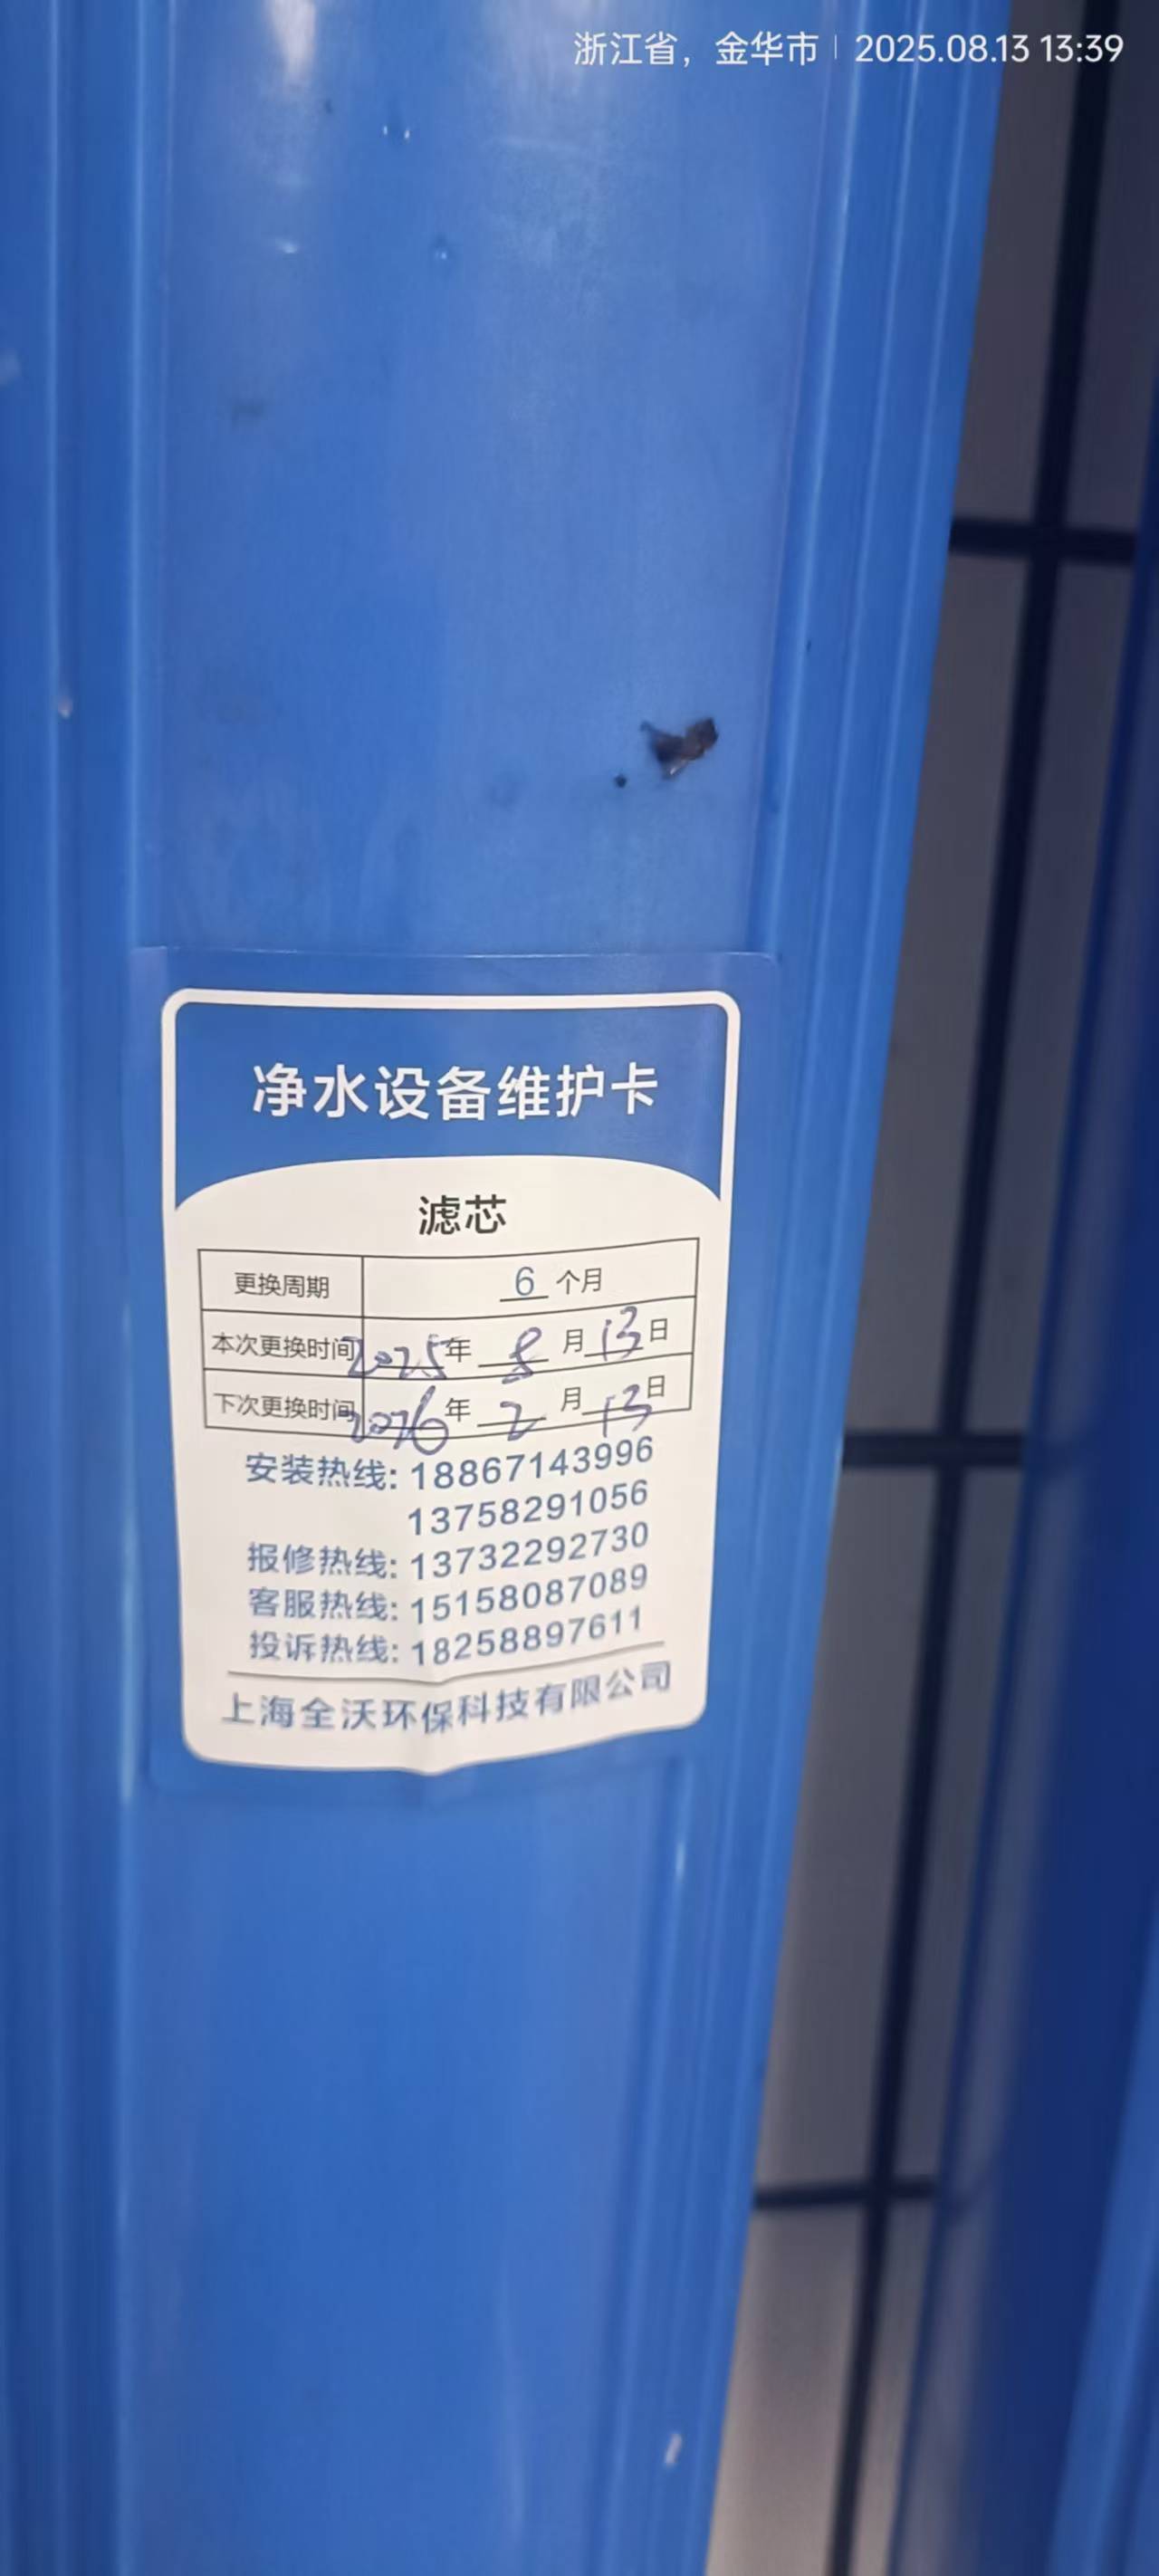 浙江省，金华市 | 2025.08.13 13:39
净水设备维护卡
滤芯
更换周期 6 个月
本次更换时间 2025 年 8 月 13 日
下次更换时间 2026 年 2 月 13 日
安装热线: 18867143996
13758291056
报修热线: 13732292730
客服热线: 15158087089
投诉热线: 18258897611
上海全沃环保科技有限公司